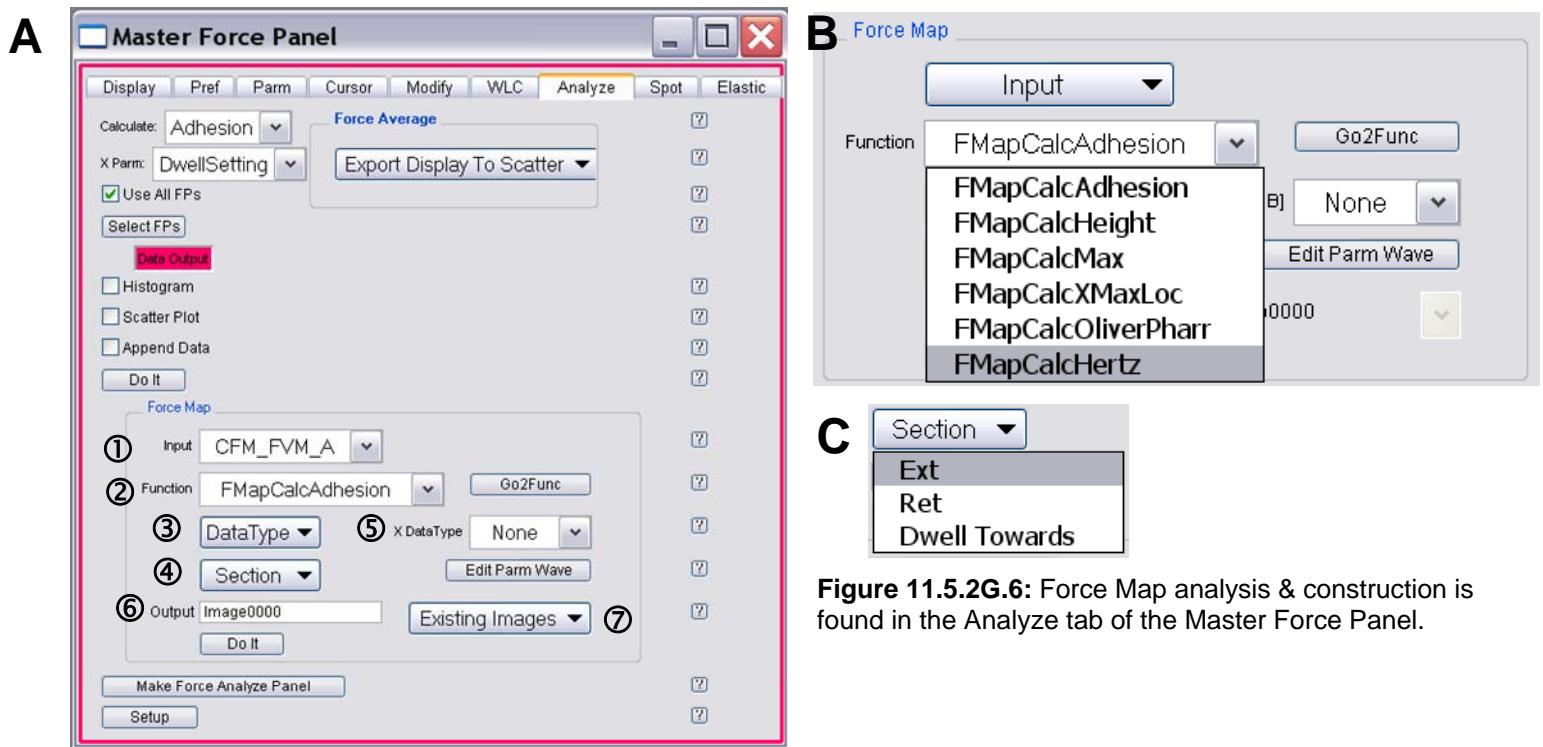 A
Master Force Panel
Display Pref Parm Cursor Modify WLC Analyze Spot Elastic
Calculate: Adhesion
Force Average
?
X Parm: DwellSetting
Export Display To Scatter
?
Use All FPs
?
Select FPs
?
Data Output
Histogram
?
Scatter Plot
?
Append Data
?
Do It
?
Force Map
① Input CFM_FVM_A
?
② Function FMapCalcAdhesion Go2Func
?
③ DataType ⑤ X DataType None
?
④ Section Edit Parm Wave
?
⑥ Output Image0000 Existing Images ⑦
?
Do It
Make Force Analyze Panel
?
Setup
?
B
Force Map
Input
Function FMapCalcAdhesion Go2Func
FMapCalcAdhesion
FMapCalcHeight
FMapCalcMax
FMapCalcXMaxLoc
FMapCalcOliverPharr
FMapCalcHertz
B] None
Edit Parm Wave
0000
C
Section
Ext
Ret
Dwell Towards
Figure 11.5.2G.6: Force Map analysis & construction is
found in the Analyze tab of the Master Force Panel.